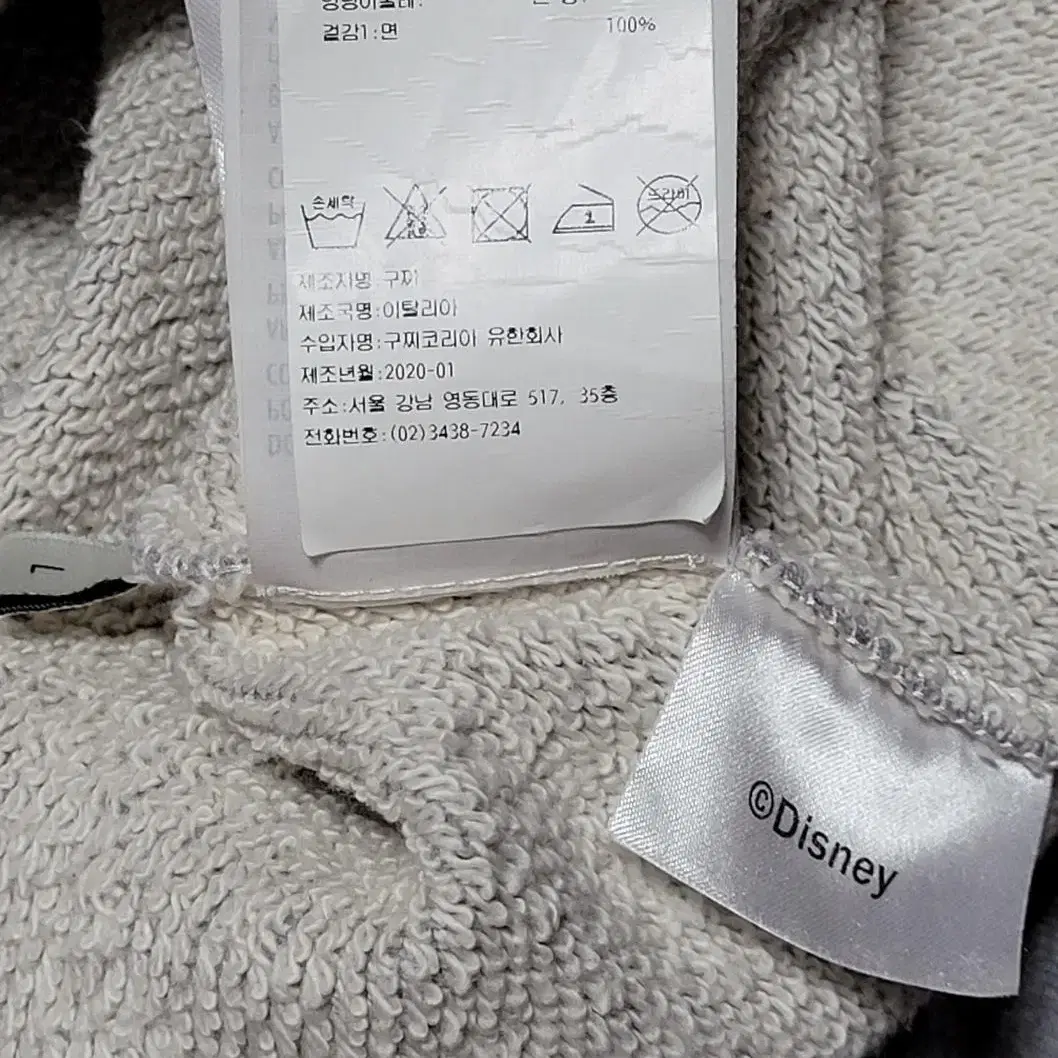 걸감1:면 100%
손세탁
드라이
제조자명:구찌
제조국명:이탈리아
수입자명:구찌코리아 유한회사
제조년월:2020-01
주소:서울 강남 영동대로 517, 35층
전화번호:(02)3438-7234
L
©Disney